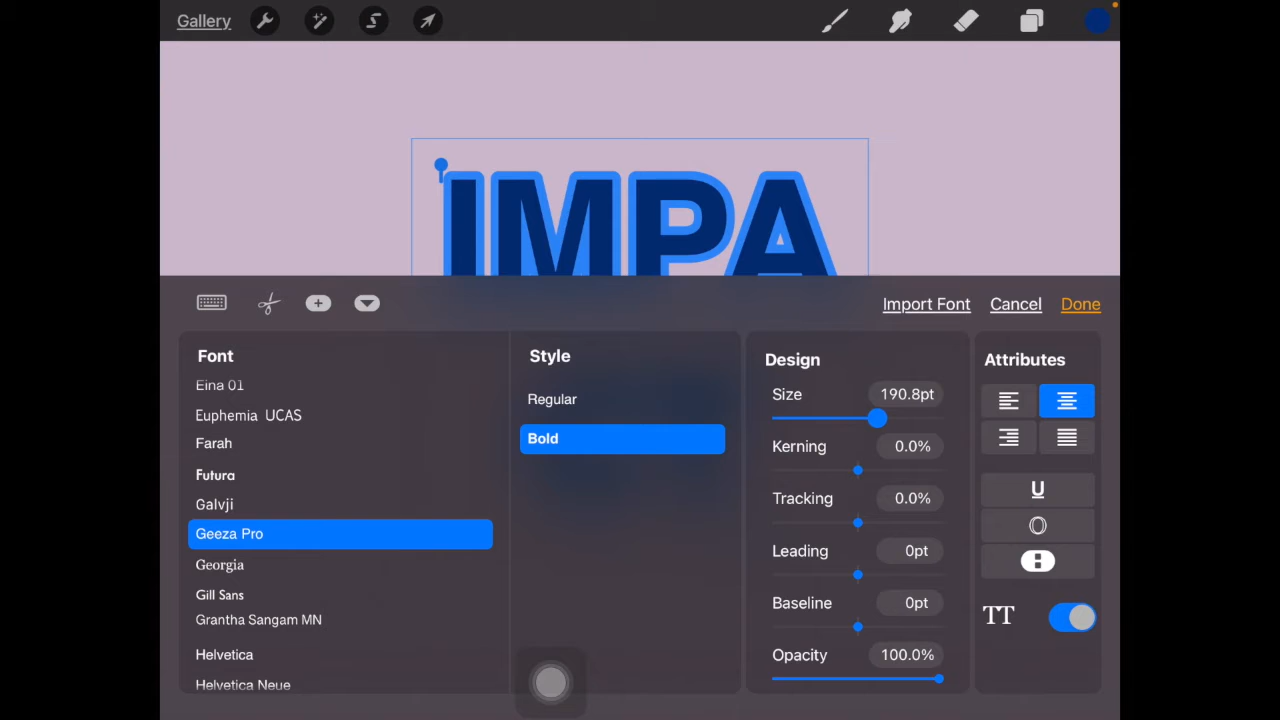 Gallery
IMPA
Import Font Cancel Done
Font
Eina 01
Euphemia UCAS
Farah
Futura
Galvji
Geeza Pro
Georgia
Gill Sans
Grantha Sangam MN
Helvetica
Helvetica Neue
Style
Regular
Bold
Design
Size 190.8pt
Kerning 0.0%
Tracking 0.0%
Leading 0pt
Baseline 0pt
Opacity 100.0%
Attributes
U
O
TT